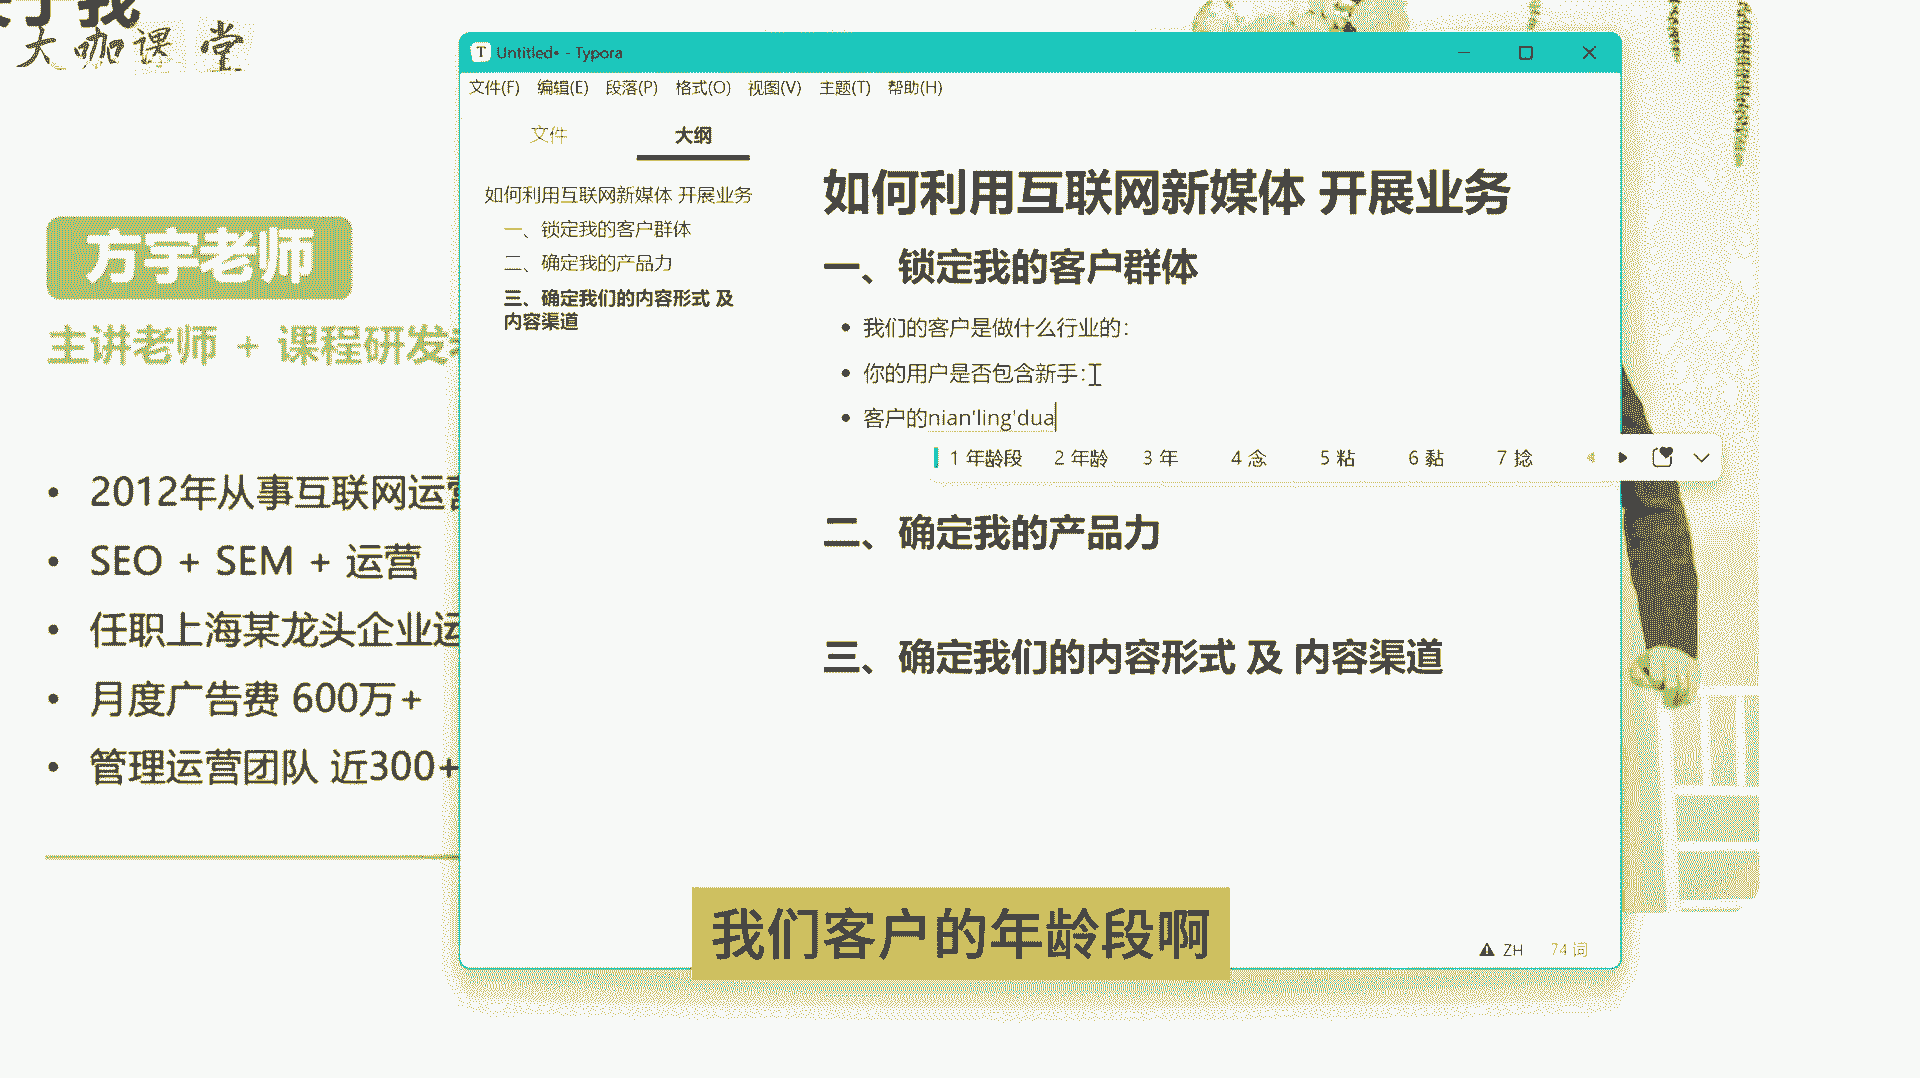 于我
大咖课堂
方宇老师
主讲老师 + 课程研发
• 2012年从事互联网运营
• SEO + SEM + 运营
• 任职上海某龙头企业运
• 月度广告费 600万+
• 管理运营团队 近300+
Untitled• - Typora
文件(F) 编辑(E) 段落(P) 格式(O) 视图(V) 主题(T) 帮助(H)
文件 大纲
如何利用互联网新媒体 开展业务
一、锁定我的客户群体
二、确定我的产品力
三、确定我们的内容形式 及
内容渠道
如何利用互联网新媒体 开展业务
一、锁定我的客户群体
• 我们的客户是做什么行业的：
• 你的用户是否包含新手：
• 客户的nian'ling'dua
1 年龄段 2 年龄 3 年 4 念 5 粘 6 黏 7 捻
二、确定我的产品力
三、确定我们的内容形式 及 内容渠道
我们客户的年龄段啊
ZH 74 词